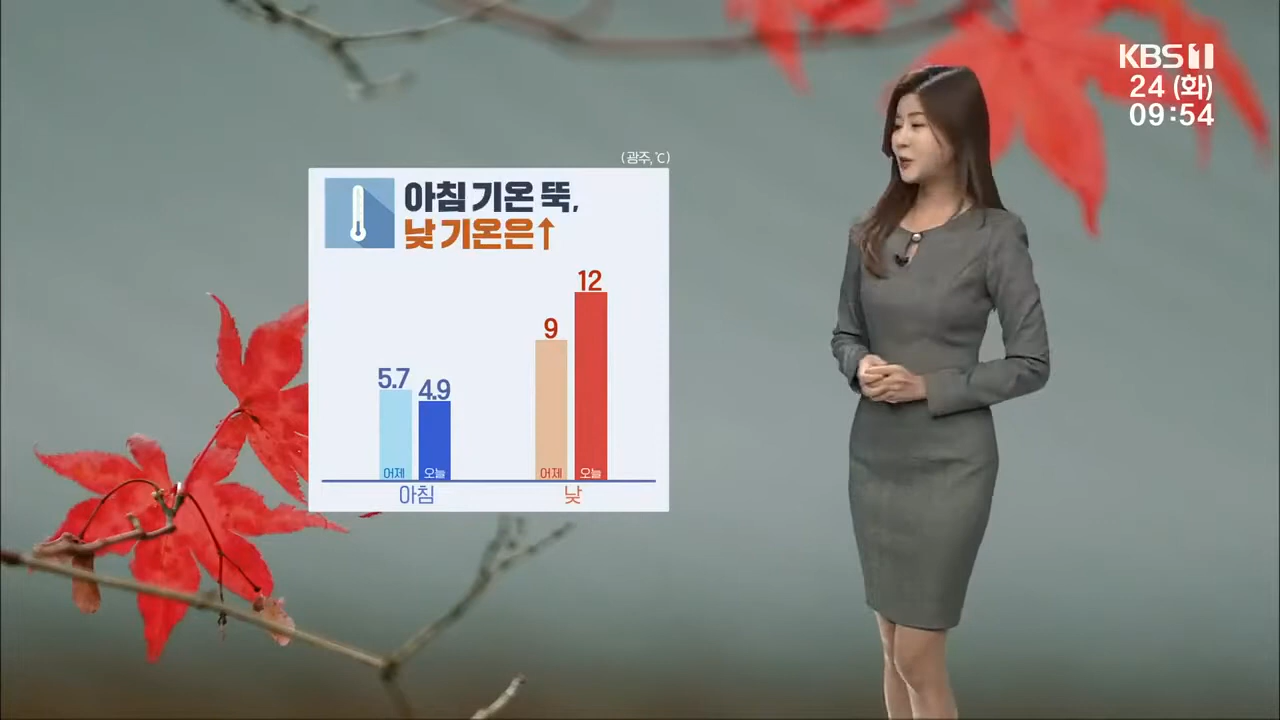 KBS 1
24 (화)
09:54
(광주, ℃)
아침 기온 뚝,
낮 기온은↑
12
9
5.7
4.9
어제
오늘
어제
오늘
아침
낮